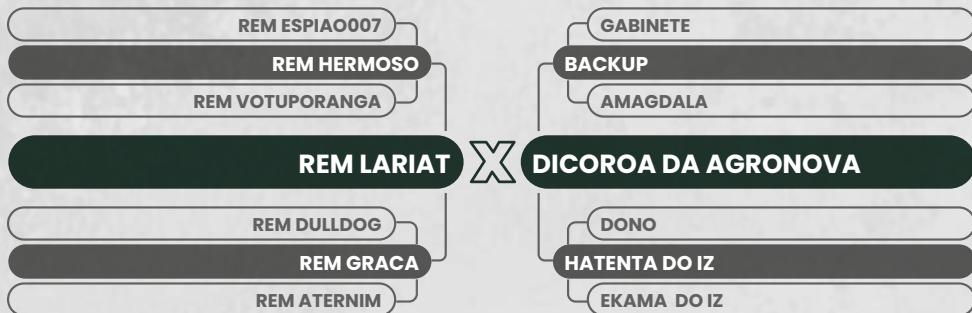 REM ESPIAO007
REM HERMOSO
REM VOTUPORANGA
REM LARIAT
REM DULLDOG
REM GRACA
REM ATERNIM
X
GABINETE
BACKUP
AMAGDALA
DICOROA DA AGRONOVA
DONO
HATENTA DO IZ
EKAMA DO IZ